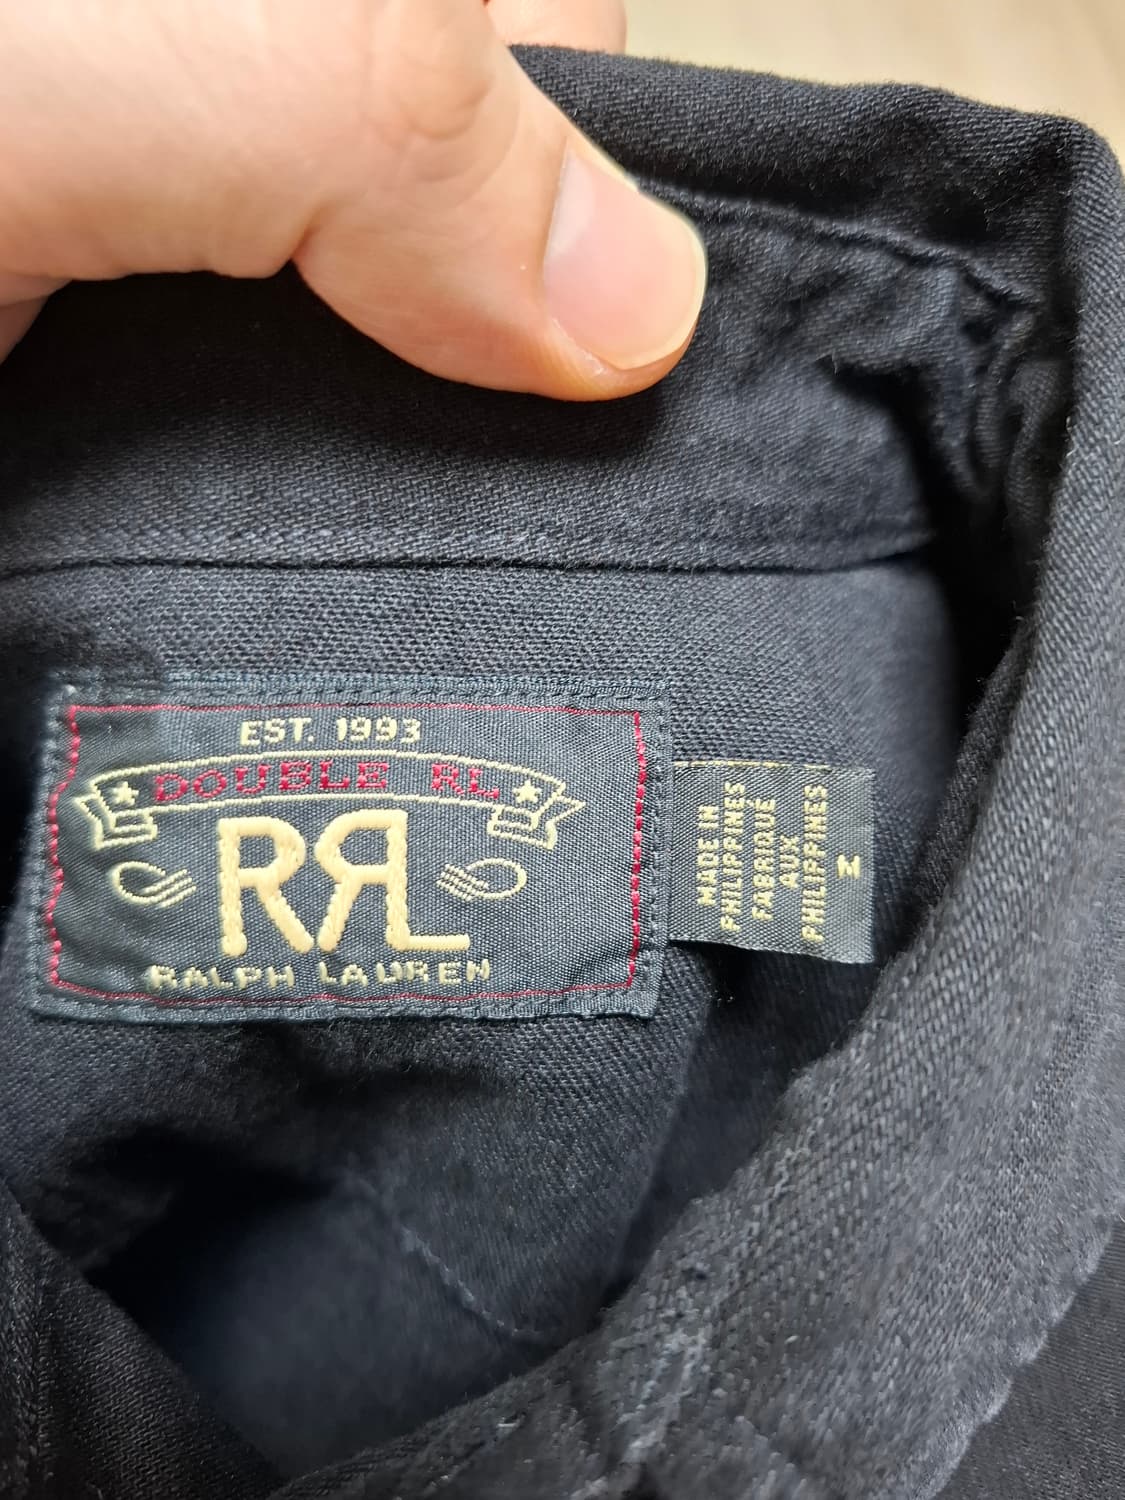 EST. 1993
DOUBLE RL
RRL
RALPH LAUREN
MADE IN
PHILIPPINES
FABRIQUÉ
AUX
PHILIPPINES
M